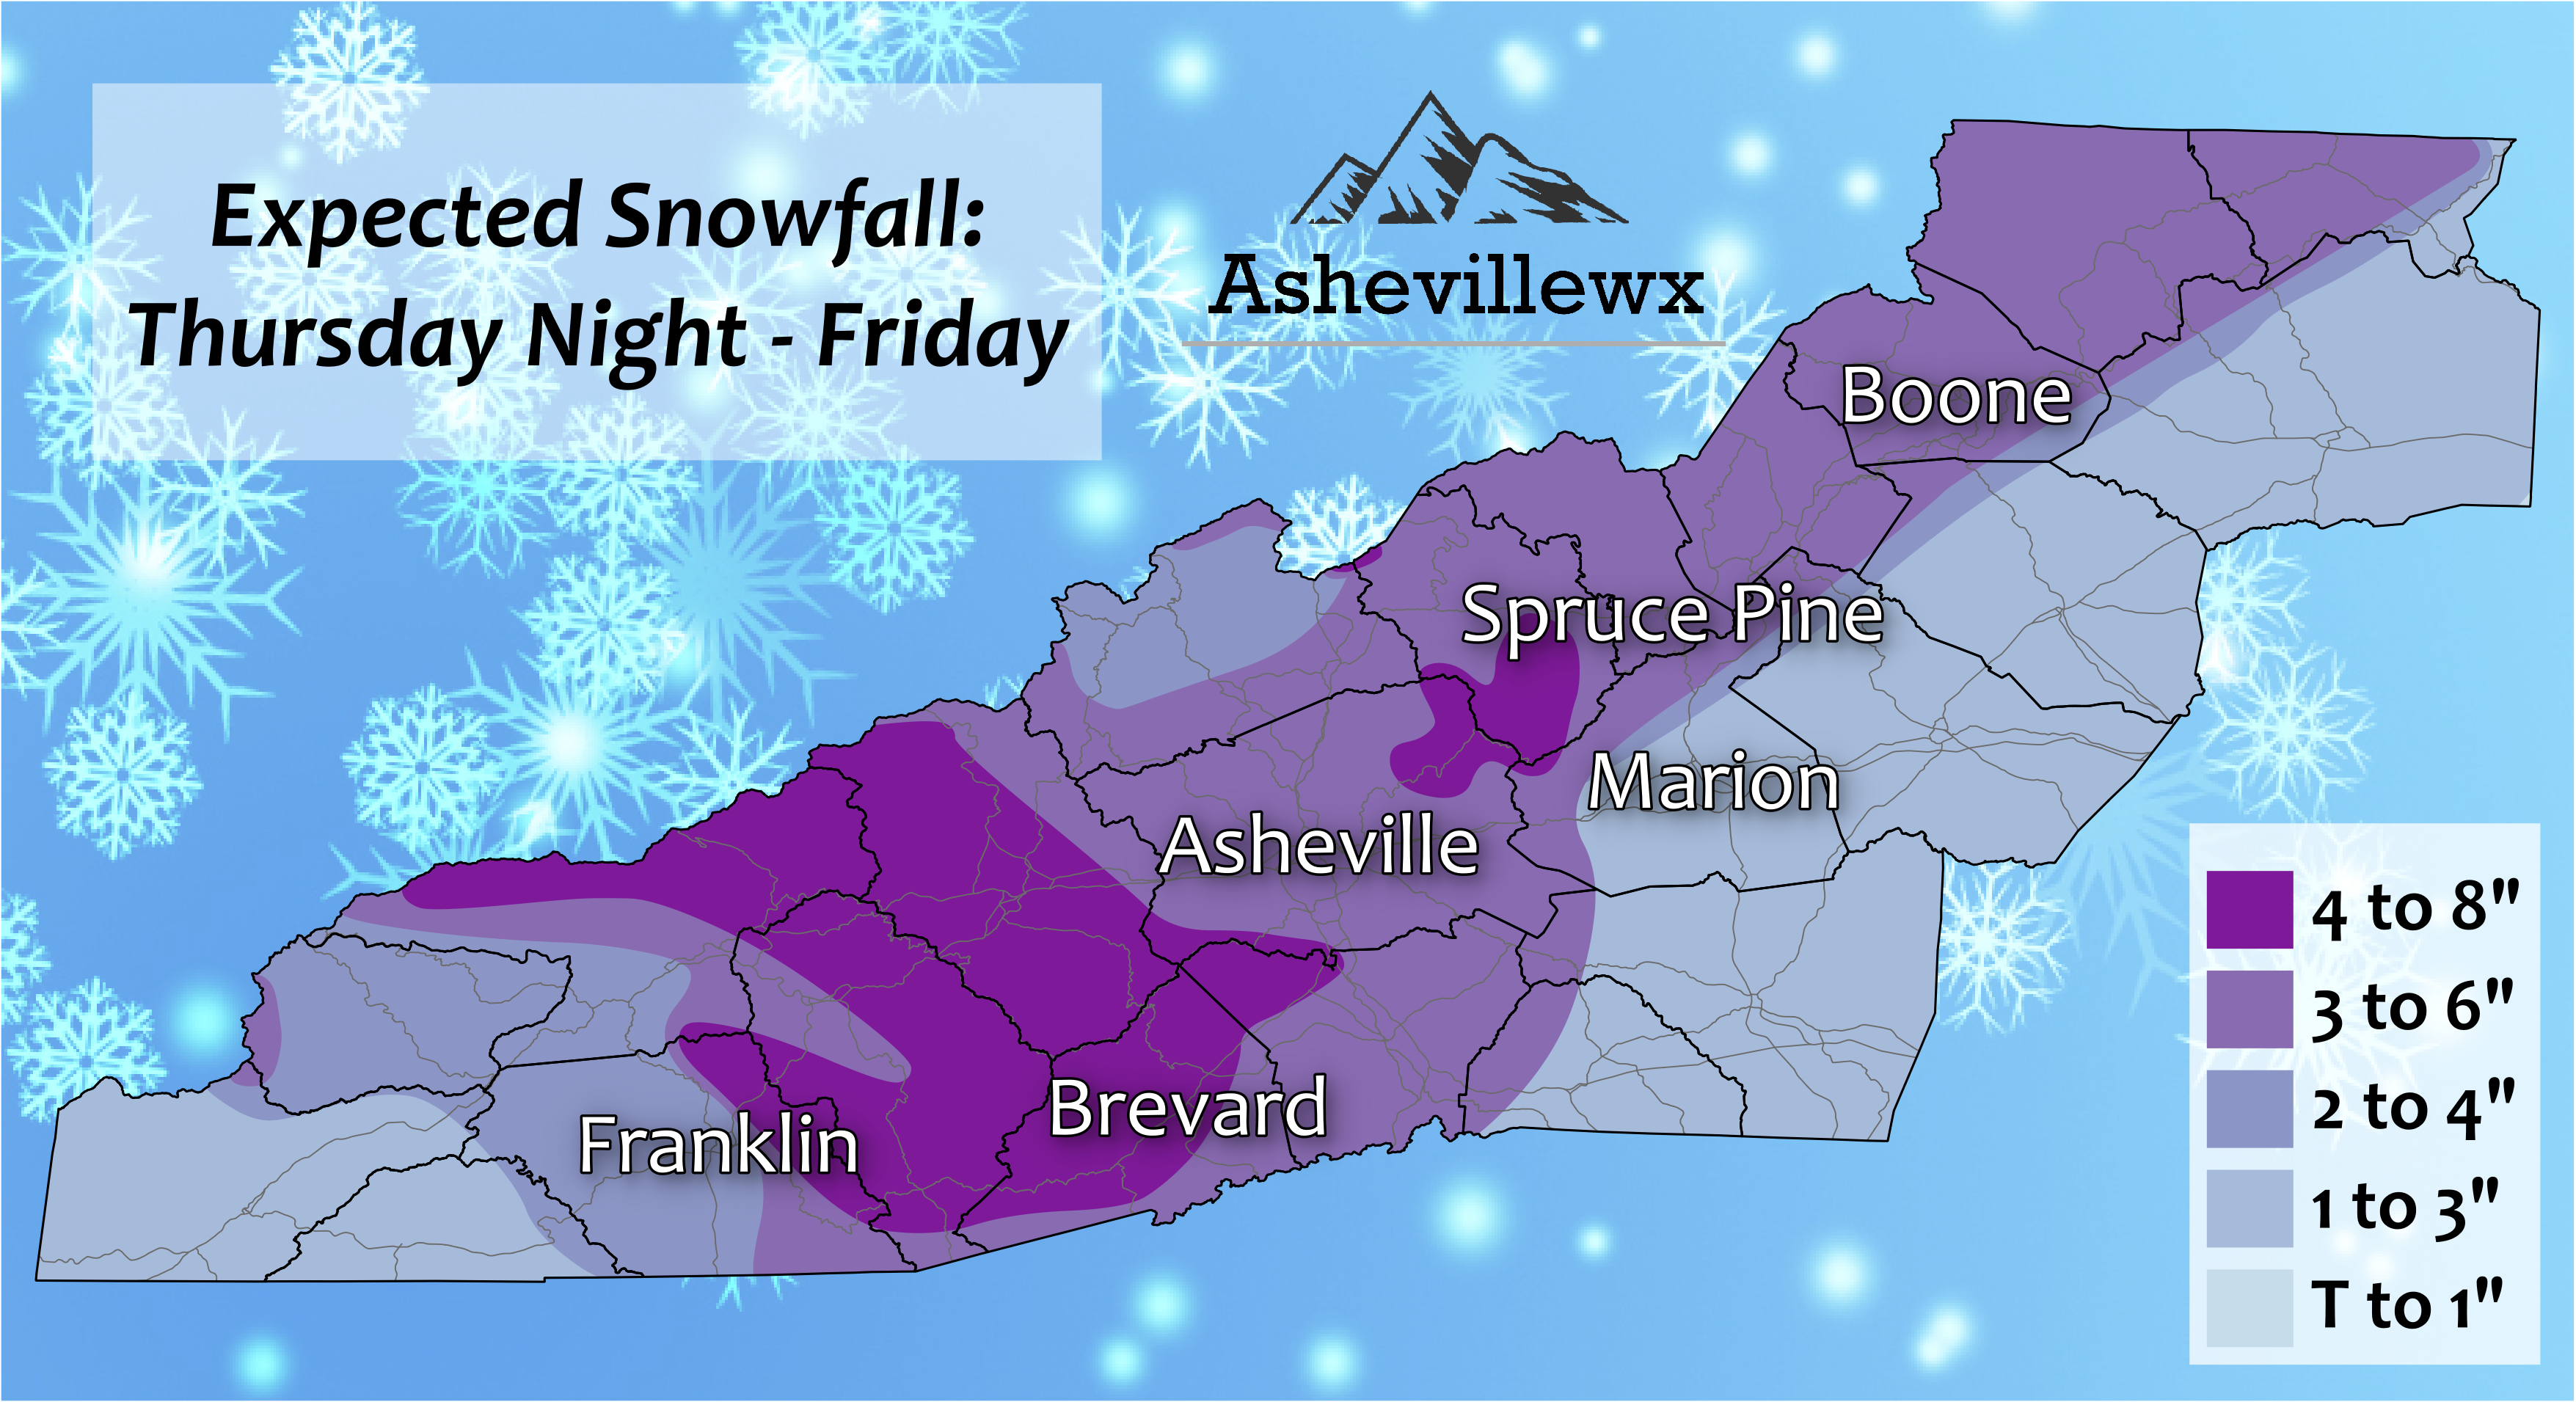 Expected Snowfall:
Thursday Night - Friday
Ashevillewx
Boone
Spruce Pine
Marion
Asheville
Brevard
Franklin
4 to 8"
3 to 6"
2 to 4"
1 to 3"
T to 1"